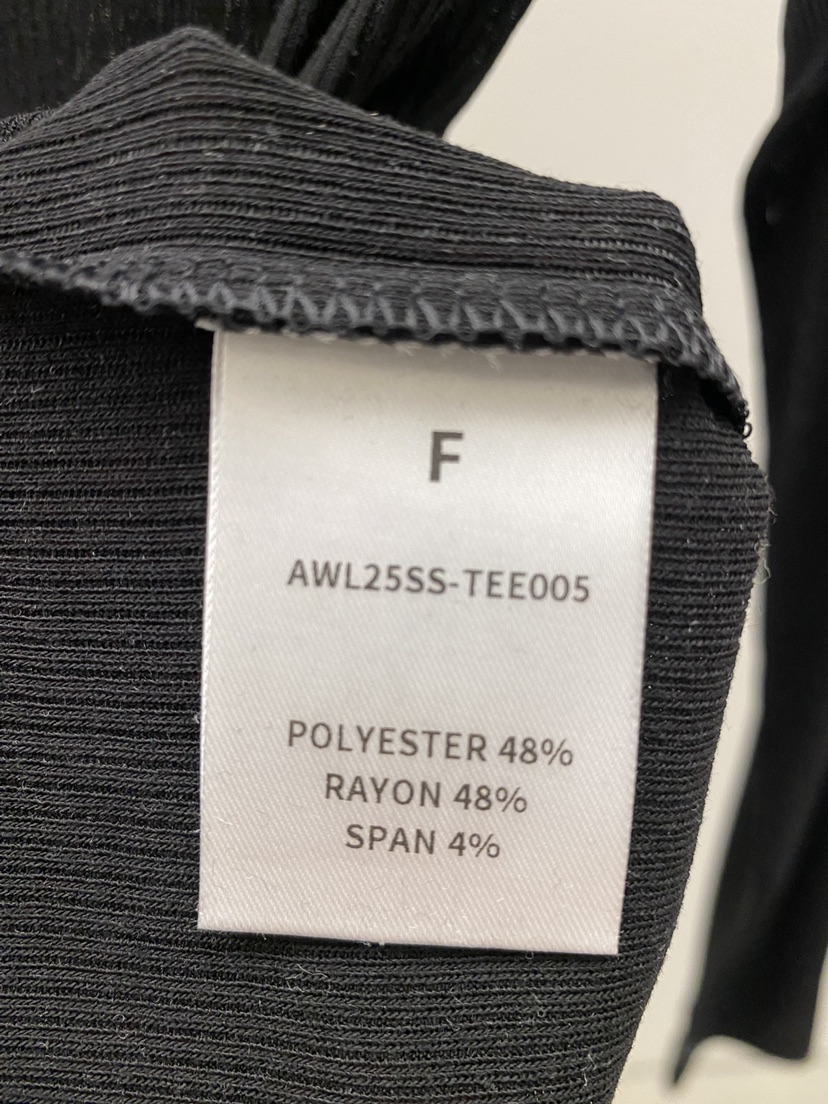 F
AWL25SS-TEE005
POLYESTER 48%
RAYON 48%
SPAN 4%